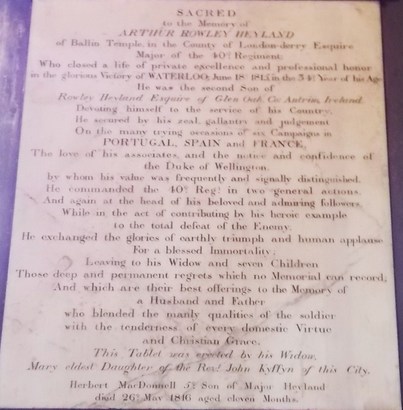 SACRED
to the Memory of
ARTHUR ROWLEY HEYLAND
of Ballin Temple, in the County of London-derry Esquire
Major of the 40th Regiment;
Who closed a life of private excellence and professional honor
in the glorious Victory of WATERLOO, June 18th 1815, in the 34th Year of his Age
He was the second Son of
Rowley Heyland Esquire of Glen Oak Co: Antrim, Ireland.
Devoting himself to the service of his Country,
He secured by his zeal, gallantry and judgement
On the many trying occasions of six Campaigns in
PORTUGAL, SPAIN and FRANCE,
The love of his associates, and the notice and confidence of
the Duke of Wellington,
by whom his value was frequently and signally distinguished.
He commanded the 40th Regt in two general actions,
And again at the head of his beloved and admiring followers,
While in the act of contributing by his heroic example
to the total defeat of the Enemy,
He exchanged the glories of earthly triumph and human applause
For a blessed Immortality;
Leaving to his Widow and seven Children
Those deep and permanent regrets which no Memorial can record;
And which are their best offerings to the Memory of
a Husband and Father
who blended the manly qualities of the soldier
with the tenderness of every domestic Virtue
and Christian Grace.
This Tablet was erected by his Widow,
Mary eldest Daughter of the Revd John Kyffyn of this City.
Herbert MacDonnell 5th Son of Major Heyland
died 26th May 1816 aged eleven Months.